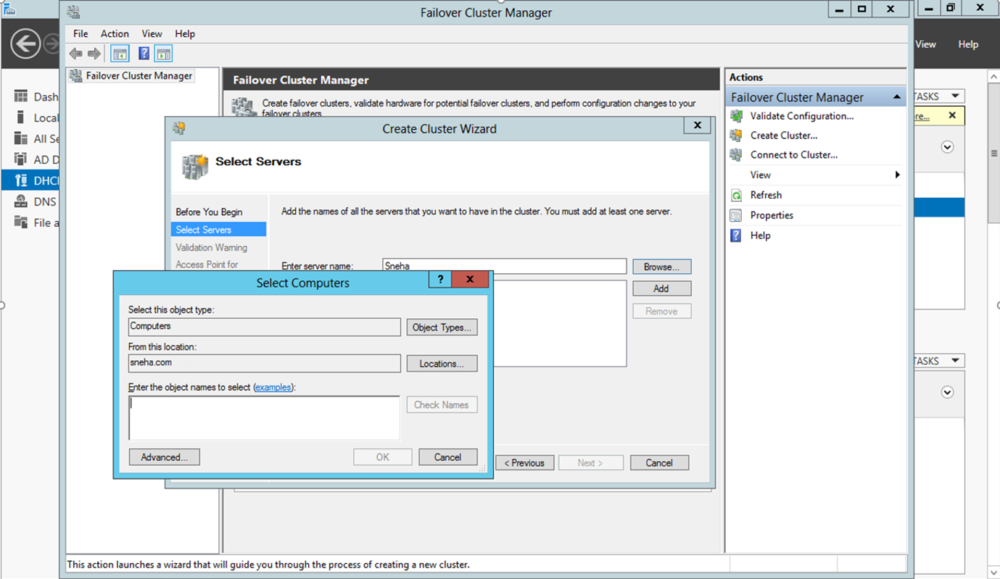 Failover Cluster Manager
File Action View Help
View Help
Failover Cluster Manager
Dash
Local
All Se
AD D
DHCI
DNS
File a
Failover Cluster Manager
Create failover clusters, validate hardware for potential failover clusters, and perform configuration changes to your
failover clusters.
Create Cluster Wizard
Select Servers
Before You Begin
Select Servers
Validation Warning
Access Point for
Add the names of all the servers that you want to have in the cluster. You must add at least one server.
Enter server name:
Sneha
Browse...
Add
Remove
< Previous
Next >
Cancel
Select Computers
?
Select this object type:
Computers
Object Types...
From this location:
sneha.com
Locations...
Enter the object names to select (examples):
Check Names
Advanced...
OK
Cancel
Actions
Failover Cluster Manager
Validate Configuration...
Create Cluster...
Connect to Cluster...
View
Refresh
Properties
Help
TASKS
re...
TASKS
This action launches a wizard that will guide you through the process of creating a new cluster.